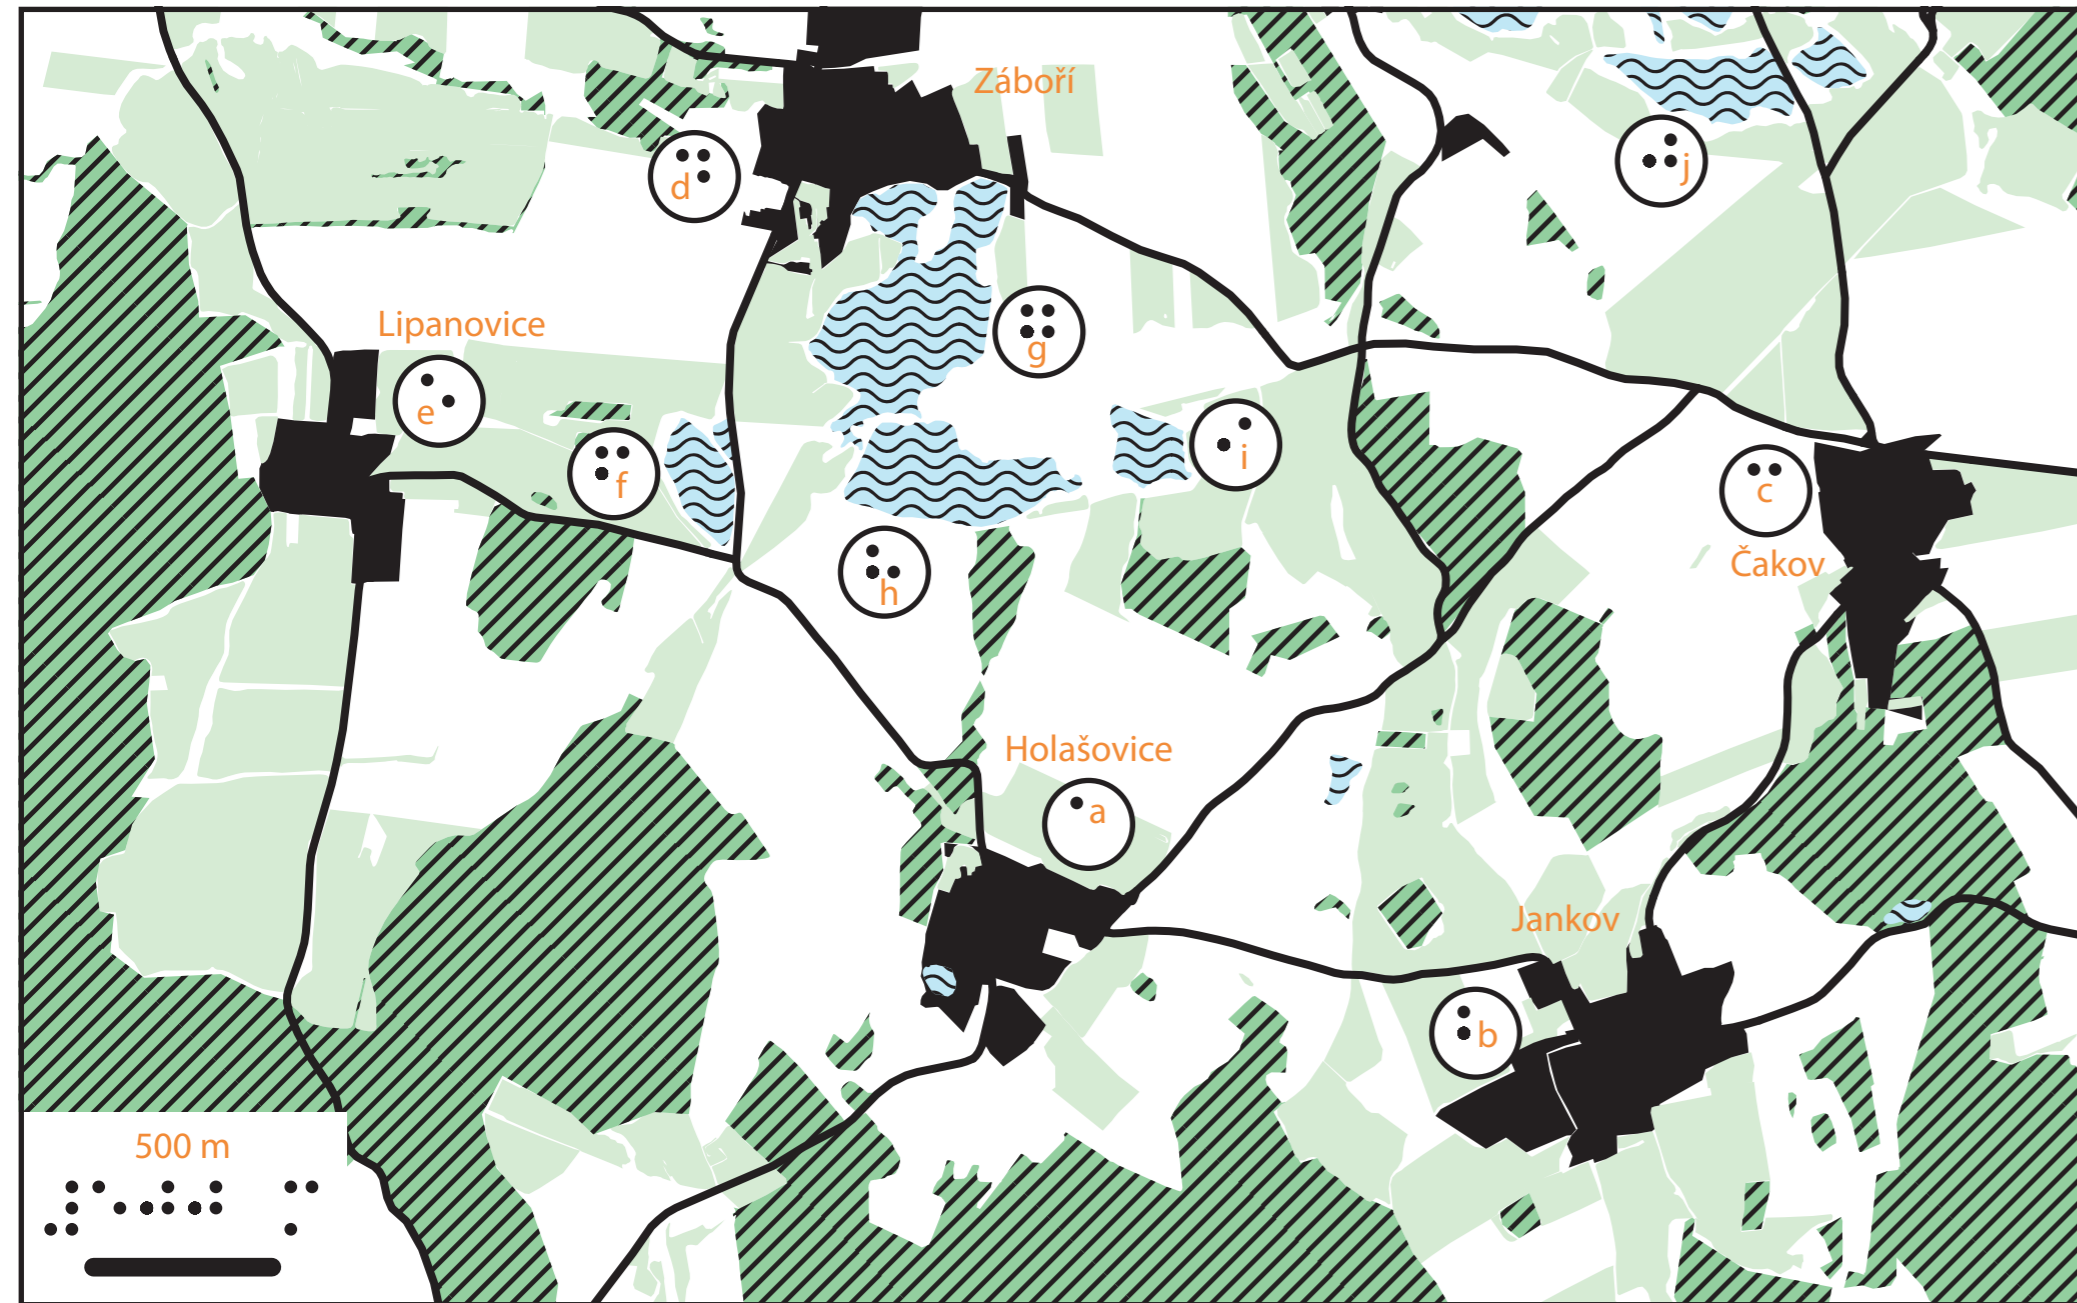 Záboří
j
d
Lipanovice
g
e
i
f
c
Čakov
h
Holašovice
a
Jankov
b
500 m
⠼⠑⠚⠚ ⠍